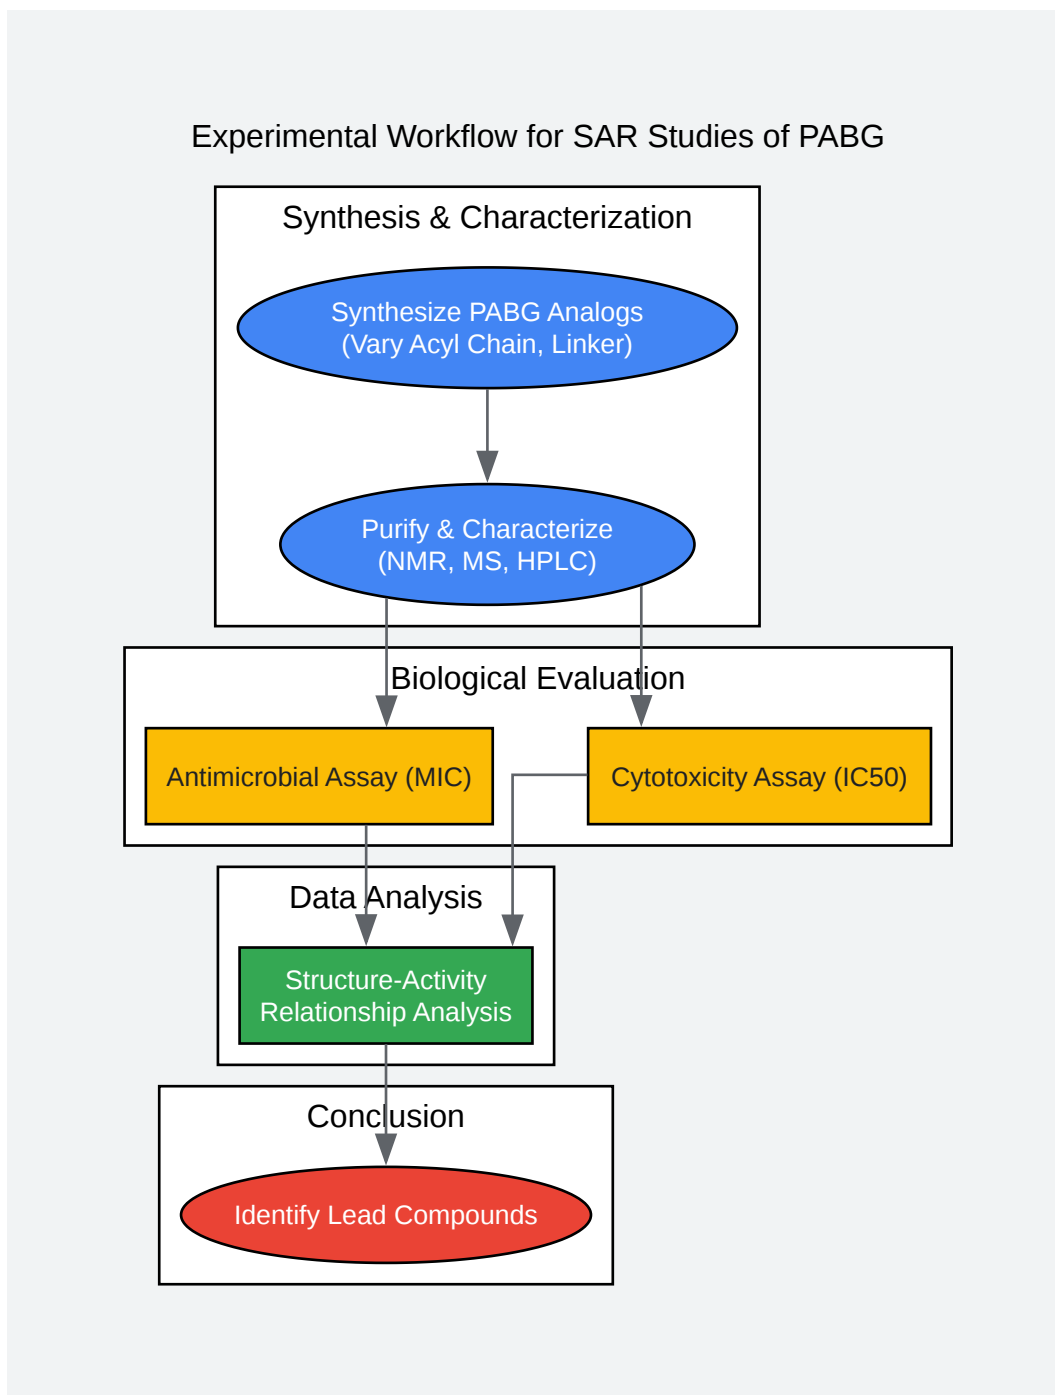 Experimental Workflow for SAR Studies of PABG
Synthesis & Characterization
Synthesize PABG Analogs
(Vary Acyl Chain, Linker)
Purify & Characterize
(NMR, MS, HPLC)
Biological Evaluation
Antimicrobial Assay (MIC)
Cytotoxicity Assay (IC50)
Data Analysis
Structure-Activity
Relationship Analysis
Conclusion
Identify Lead Compounds